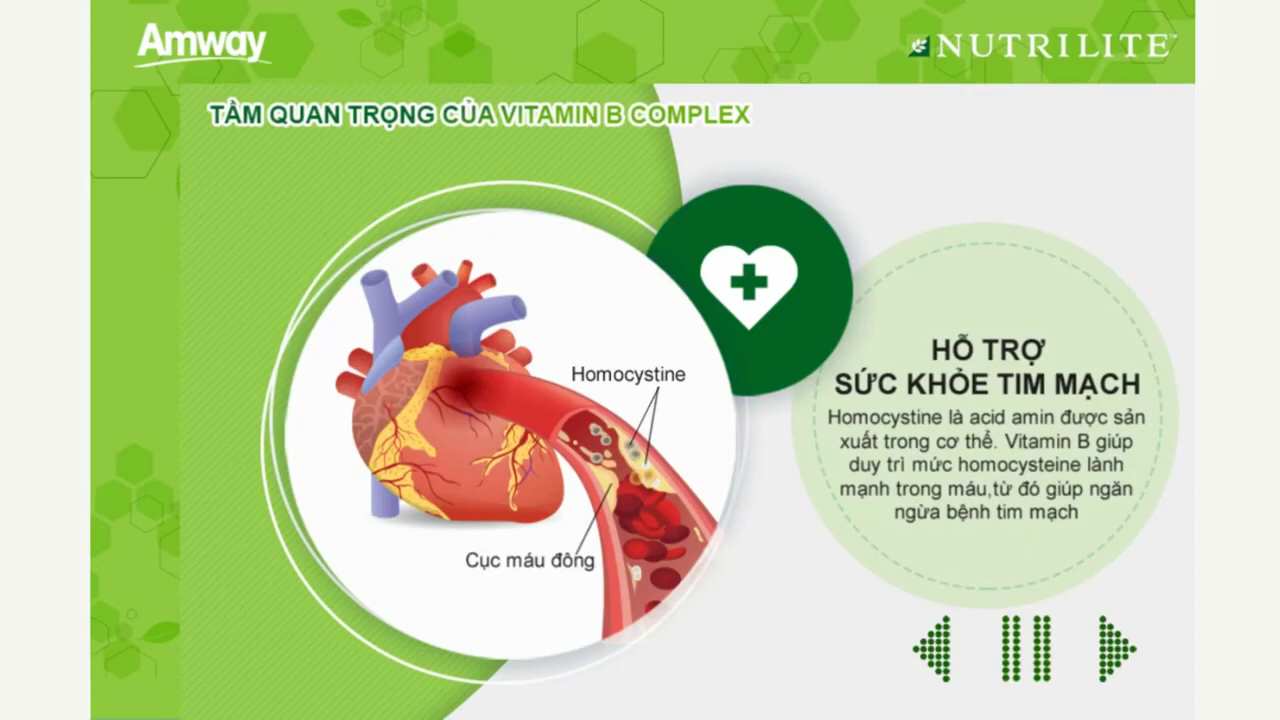 Amway
NUTRILITE
TẦM QUAN TRỌNG CỦA VITAMIN B COMPLEX
Homocystine
Cục máu đông
HỖ TRỢ
SỨC KHỎE TIM MẠCH
Homocystine là acid amin được sản
xuất trong cơ thể. Vitamin B giúp
duy trì mức homocysteine lành
mạnh trong máu,từ đó giúp ngăn
ngừa bệnh tim mạch